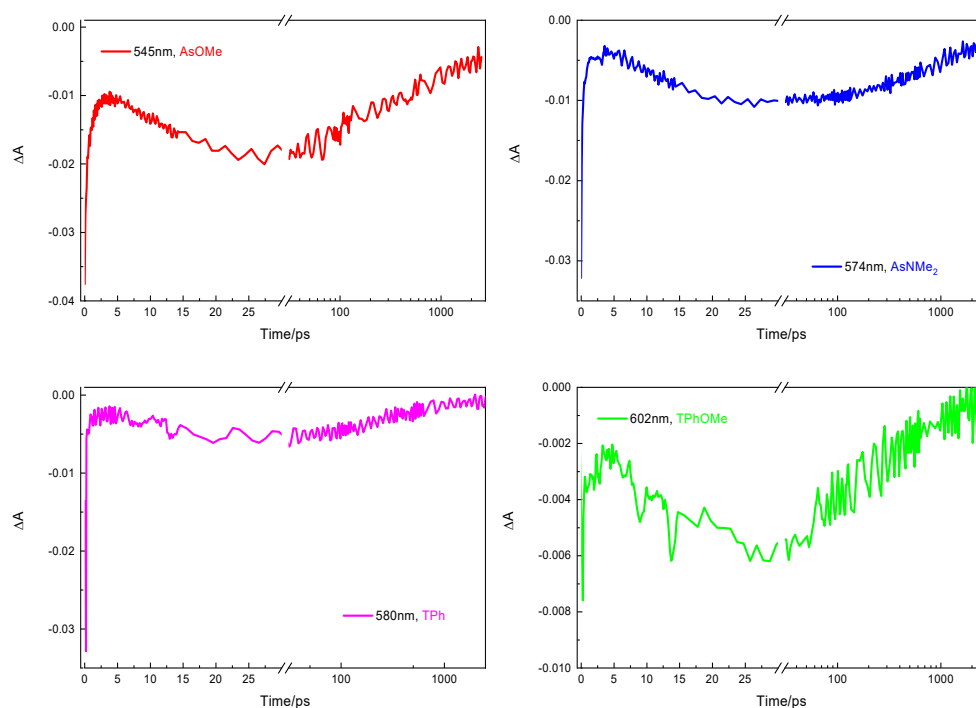 0.00
-0.01
-0.02
-0.03
-0.04
ΔA
545nm, AsOMe
0 5 10 15 20 25 100 1000
Time/ps
0.00
-0.01
-0.02
-0.03
ΔA
574nm, AsNMe₂
0 5 10 15 20 25 100 1000
Time/ps
0.00
-0.01
-0.02
-0.03
ΔA
580nm, TPh
0 5 10 15 20 25 100 1000
Time/ps
0.000
-0.002
-0.004
-0.006
-0.008
-0.010
ΔA
602nm, TPhOMe
0 5 10 15 20 25 100 1000
Time/ps